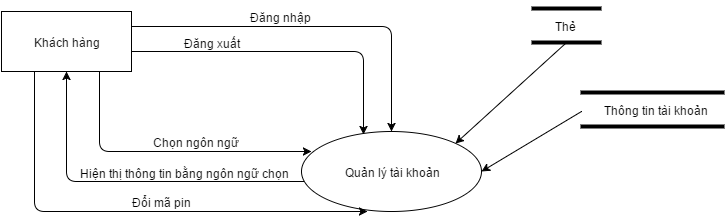 Đăng nhập
Thẻ
Khách hàng
Đăng xuất
Thông tin tài khoản
Chọn ngôn ngữ
Hiện thị thông tin bằng ngôn ngữ chọn
Quản lý tài khoản
Đổi mã pin